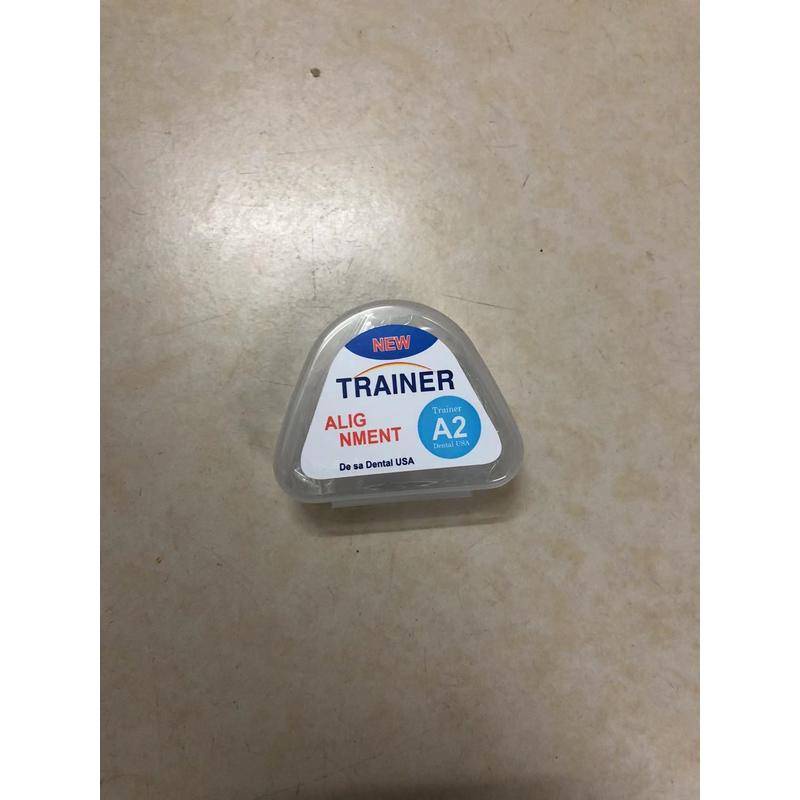 NEW
TRAINER
ALIG
NMENT
Trainer
A2
Dental USA
De sa Dental USA